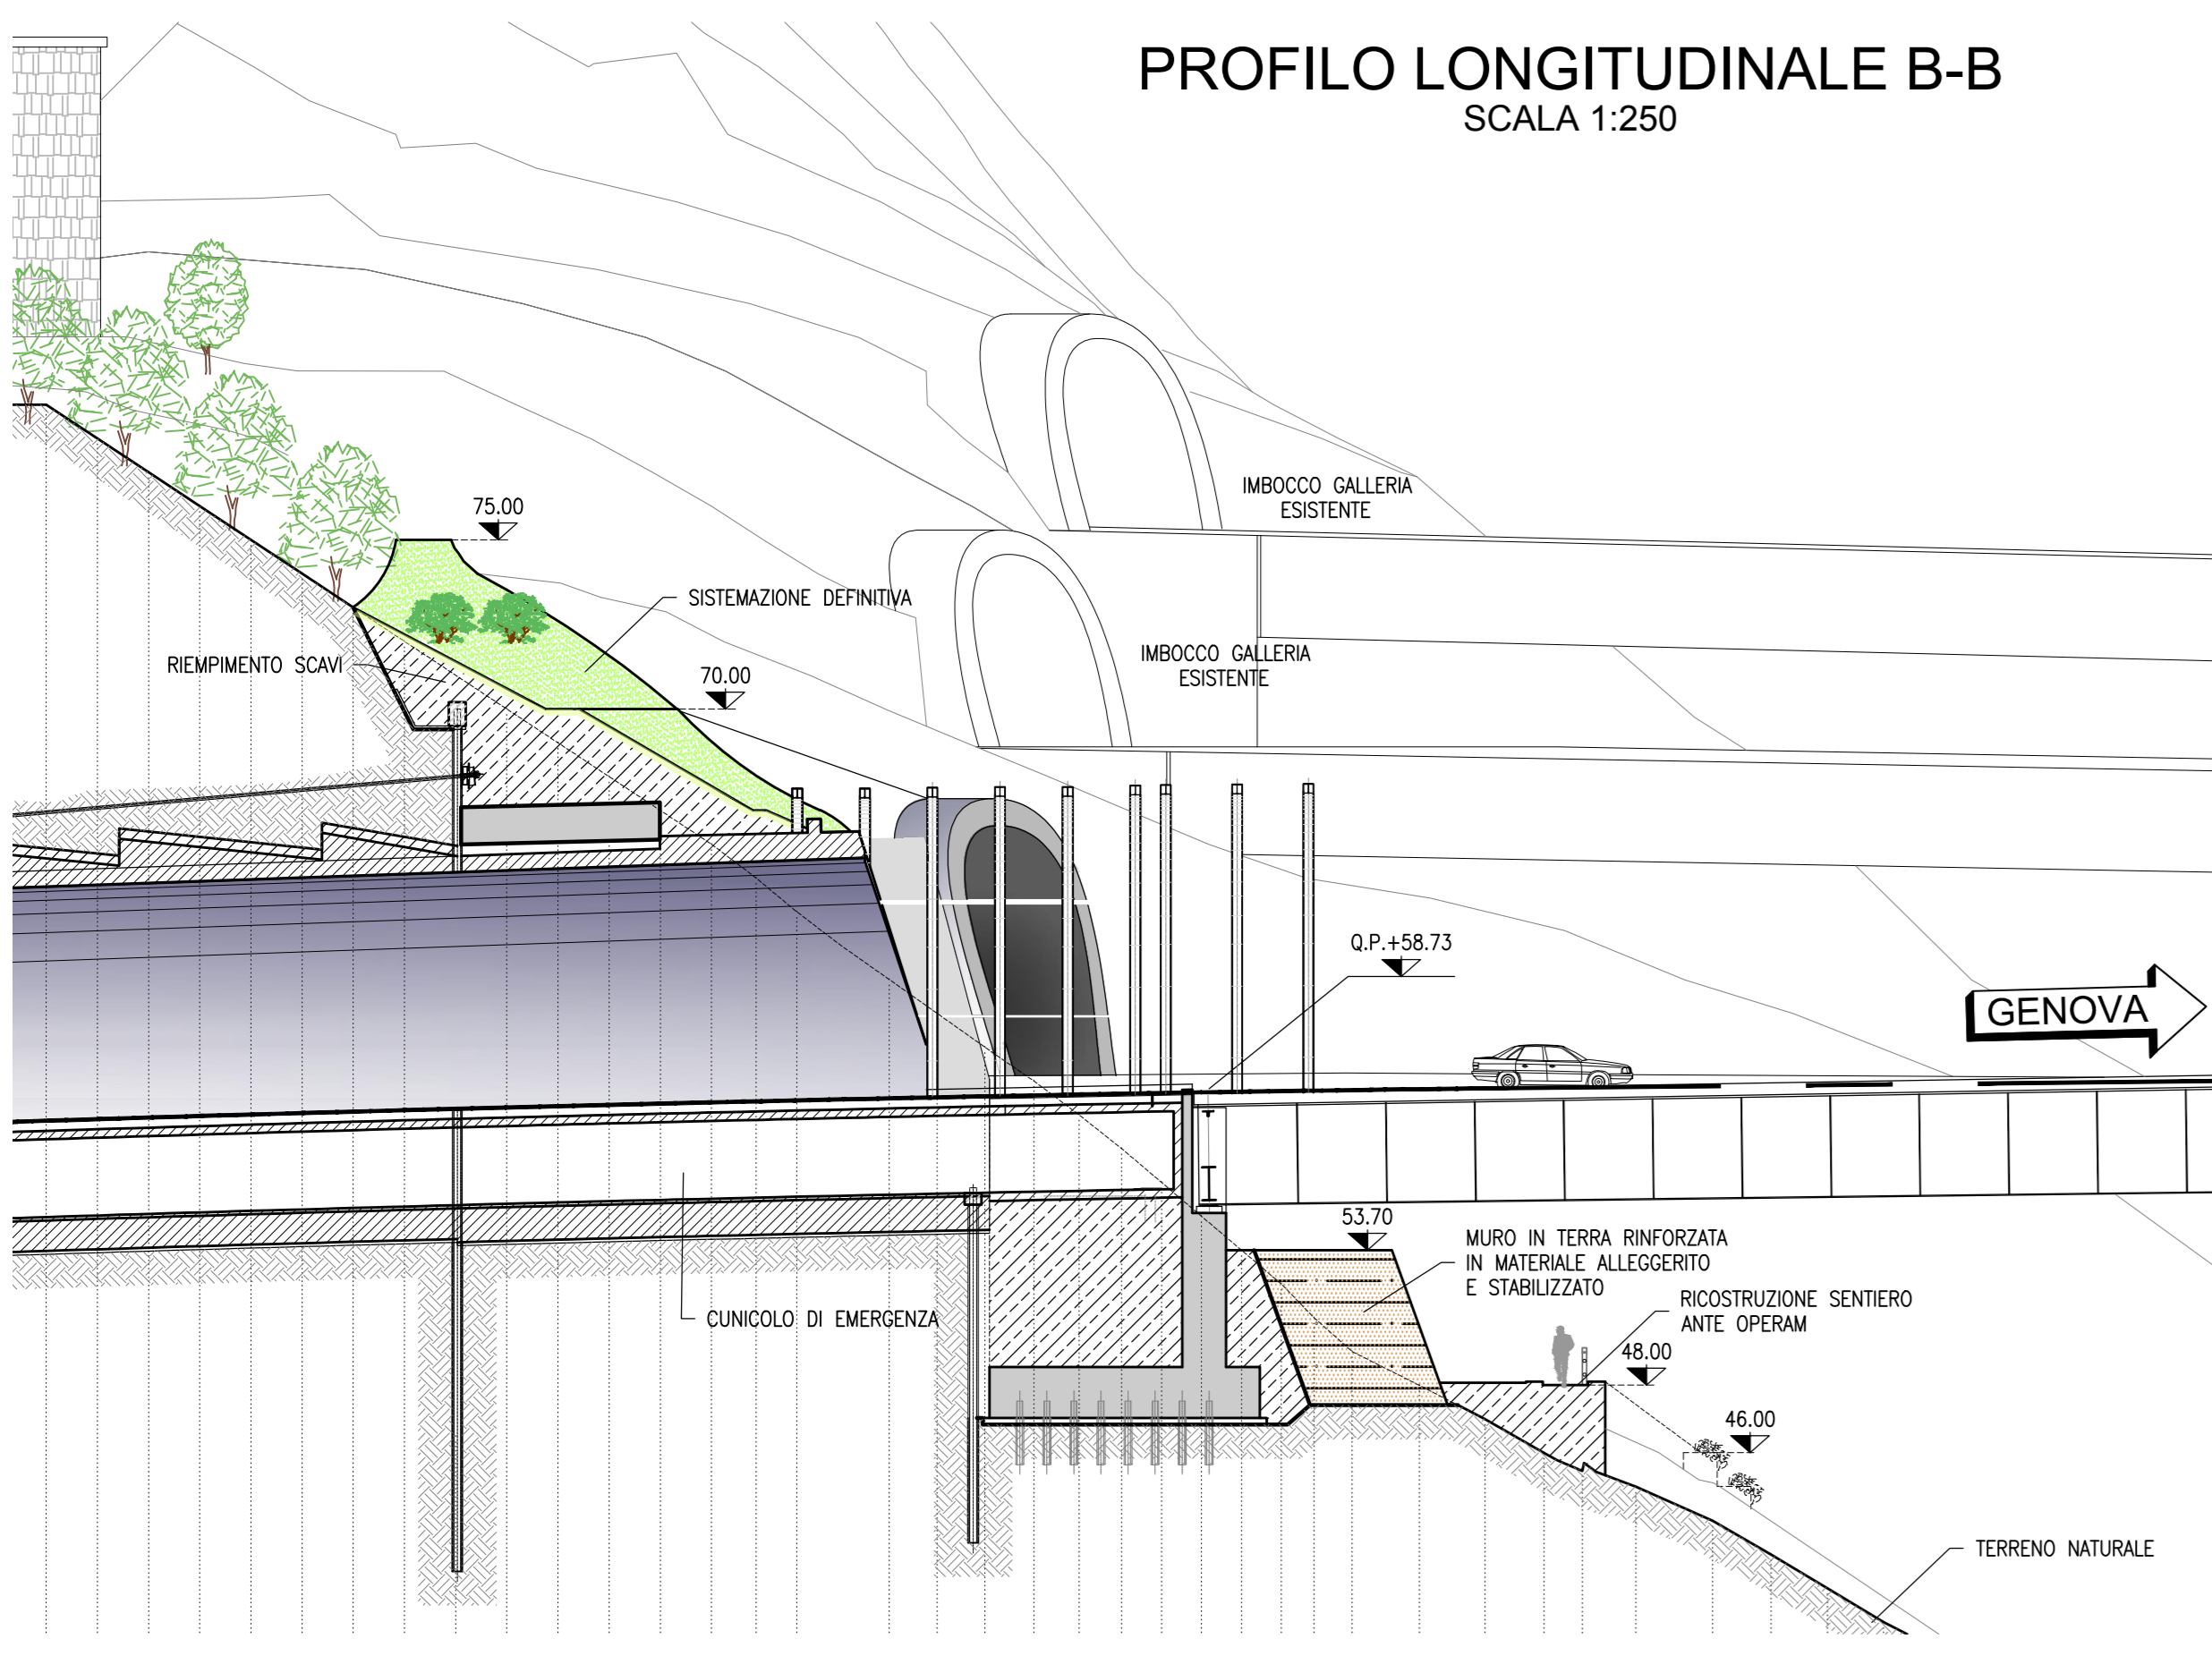 PROFILO LONGITUDINALE B-B
SCALA 1:250
IMBOCCO GALLERIA
ESISTENTE
75.00
SISTEMAZIONE DEFINITIVA
RIEMPIMENTO SCAVI
IMBOCCO GALLERIA
ESISTENTE
70.00
Q.P.+58.73
GENOVA
53.70
MURO IN TERRA RINFORZATA
IN MATERIALE ALLEGGERITO
E STABILIZZATO
CUNICOLO DI EMERGENZA
RICOSTRUZIONE SENTIERO
ANTE OPERAM
48.00
46.00
TERRENO NATURALE